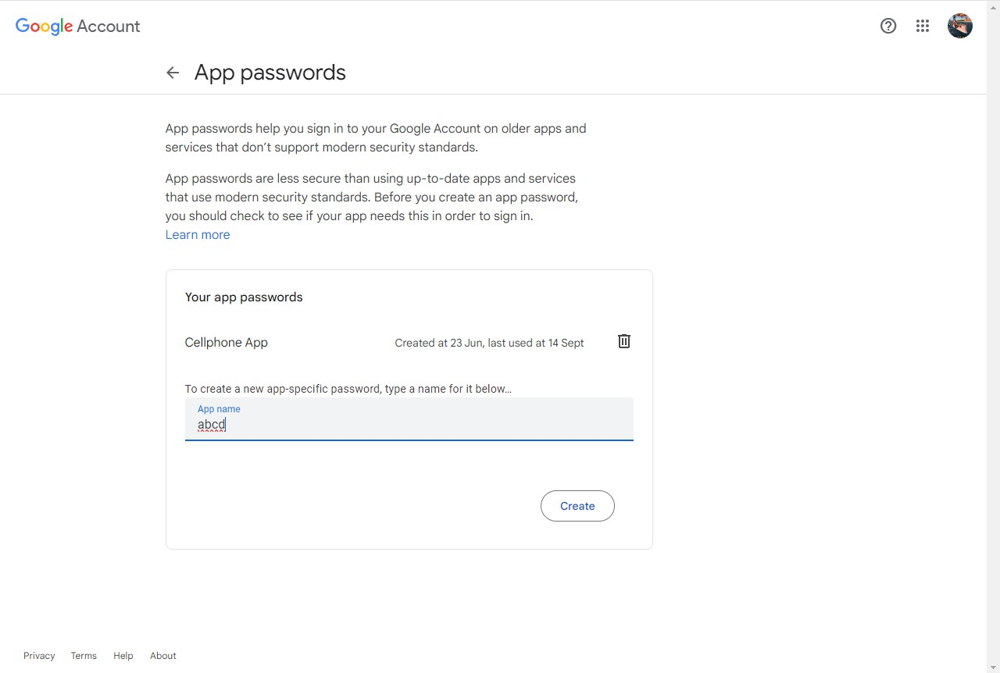 Google Account
App passwords
App passwords help you sign in to your Google Account on older apps and
services that don’t support modern security standards.
App passwords are less secure than using up-to-date apps and services
that use modern security standards. Before you create an app password,
you should check to see if your app needs this in order to sign in.
Learn more
Your app passwords
Cellphone App Created at 23 Jun, last used at 14 Sept
To create a new app-specific password, type a name for it below...
App name
abcd
Create
Privacy Terms Help About